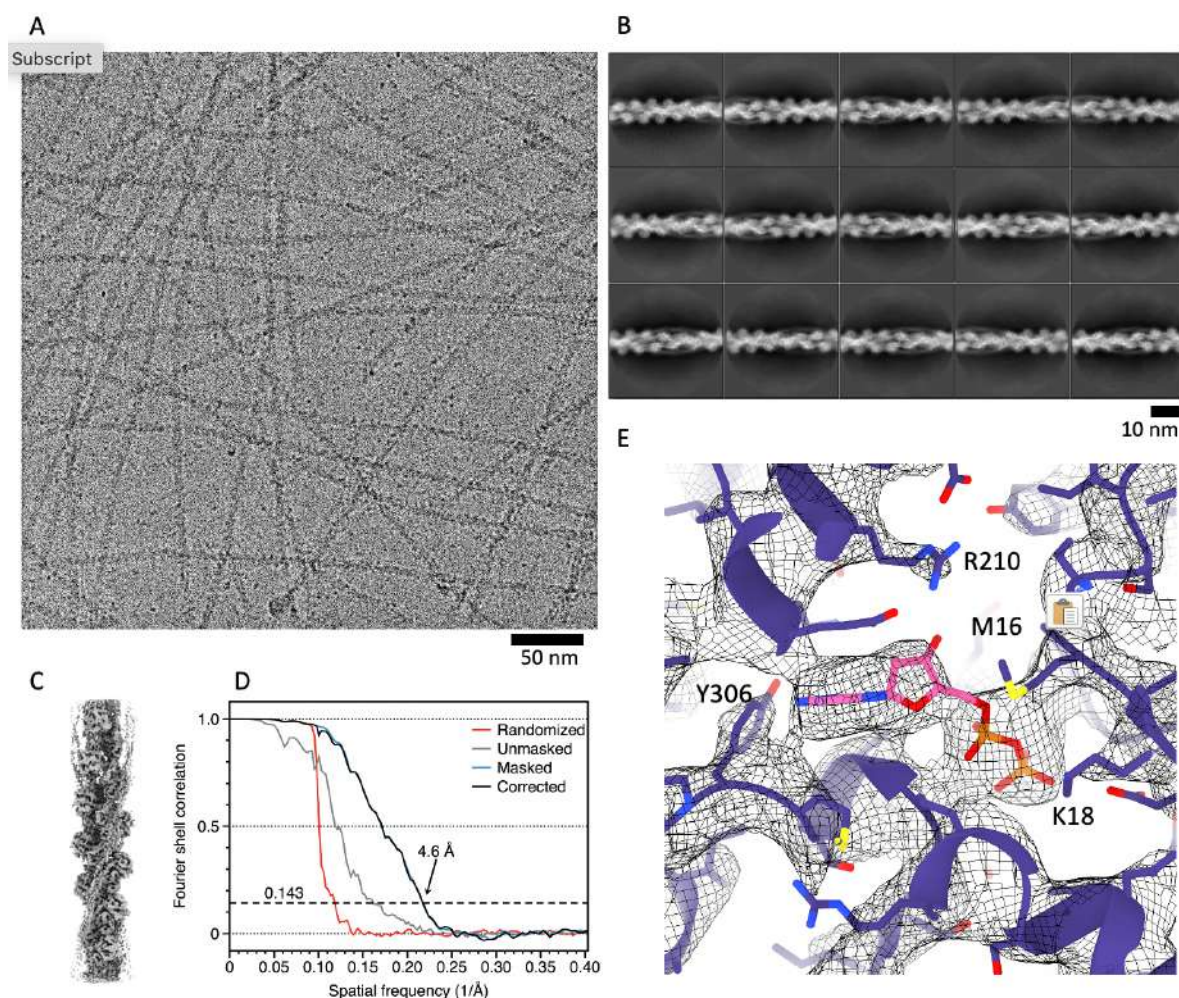 A
Subscript
50 nm
B
10 nm
C
D
1.0
0.5
0.143
0
Fourier shell correlation
Randomized
Unmasked
Masked
Corrected
4.6 Å
0 0.05 0.10 0.15 0.20 0.25 0.30 0.35 0.40
Spatial frequency (1/Å)
E
R210
M16
Y306
K18